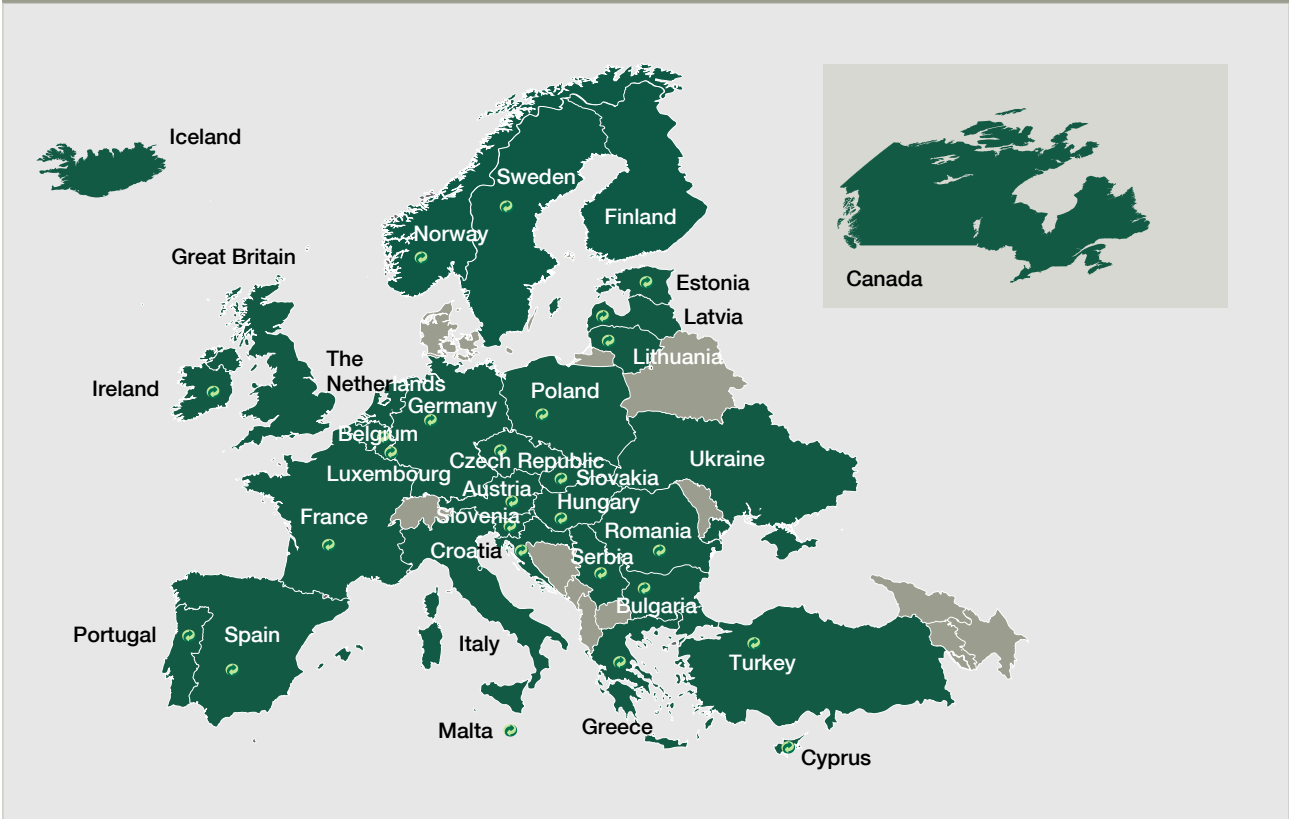 Iceland
Sweden
Finland
Norway
Great Britain
Estonia
Canada
Latvia
The
Netherlands
Lithuania
Ireland
Poland
Germany
Belgium
Czech Republic
Ukraine
Luxembourg
Slovakia
Austria
Hungary
France
Slovenia
Romania
Croatia
Serbia
Bulgaria
Portugal
Spain
Italy
Turkey
Malta
Greece
Cyprus